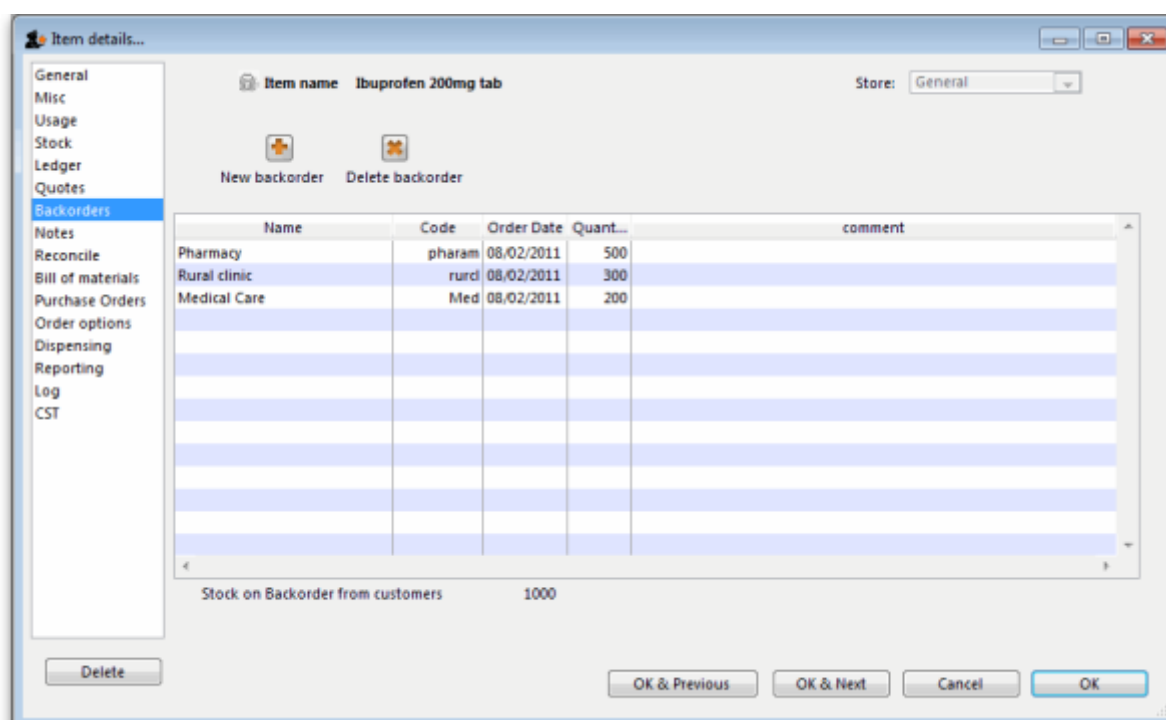 Item details...
General
Misc
Usage
Stock
Ledger
Quotes
Backorders
Notes
Reconcile
Bill of materials
Purchase Orders
Order options
Dispensing
Reporting
Log
CST
Delete
Item name Ibuprofen 200mg tab Store: General
New backorder Delete backorder
Name Code Order Date Quant... comment
Pharmacy pharam 08/02/2011 500
Rural clinic rurcl 08/02/2011 300
Medical Care Med 08/02/2011 200
Stock on Backorder from customers 1000
OK & Previous OK & Next Cancel OK